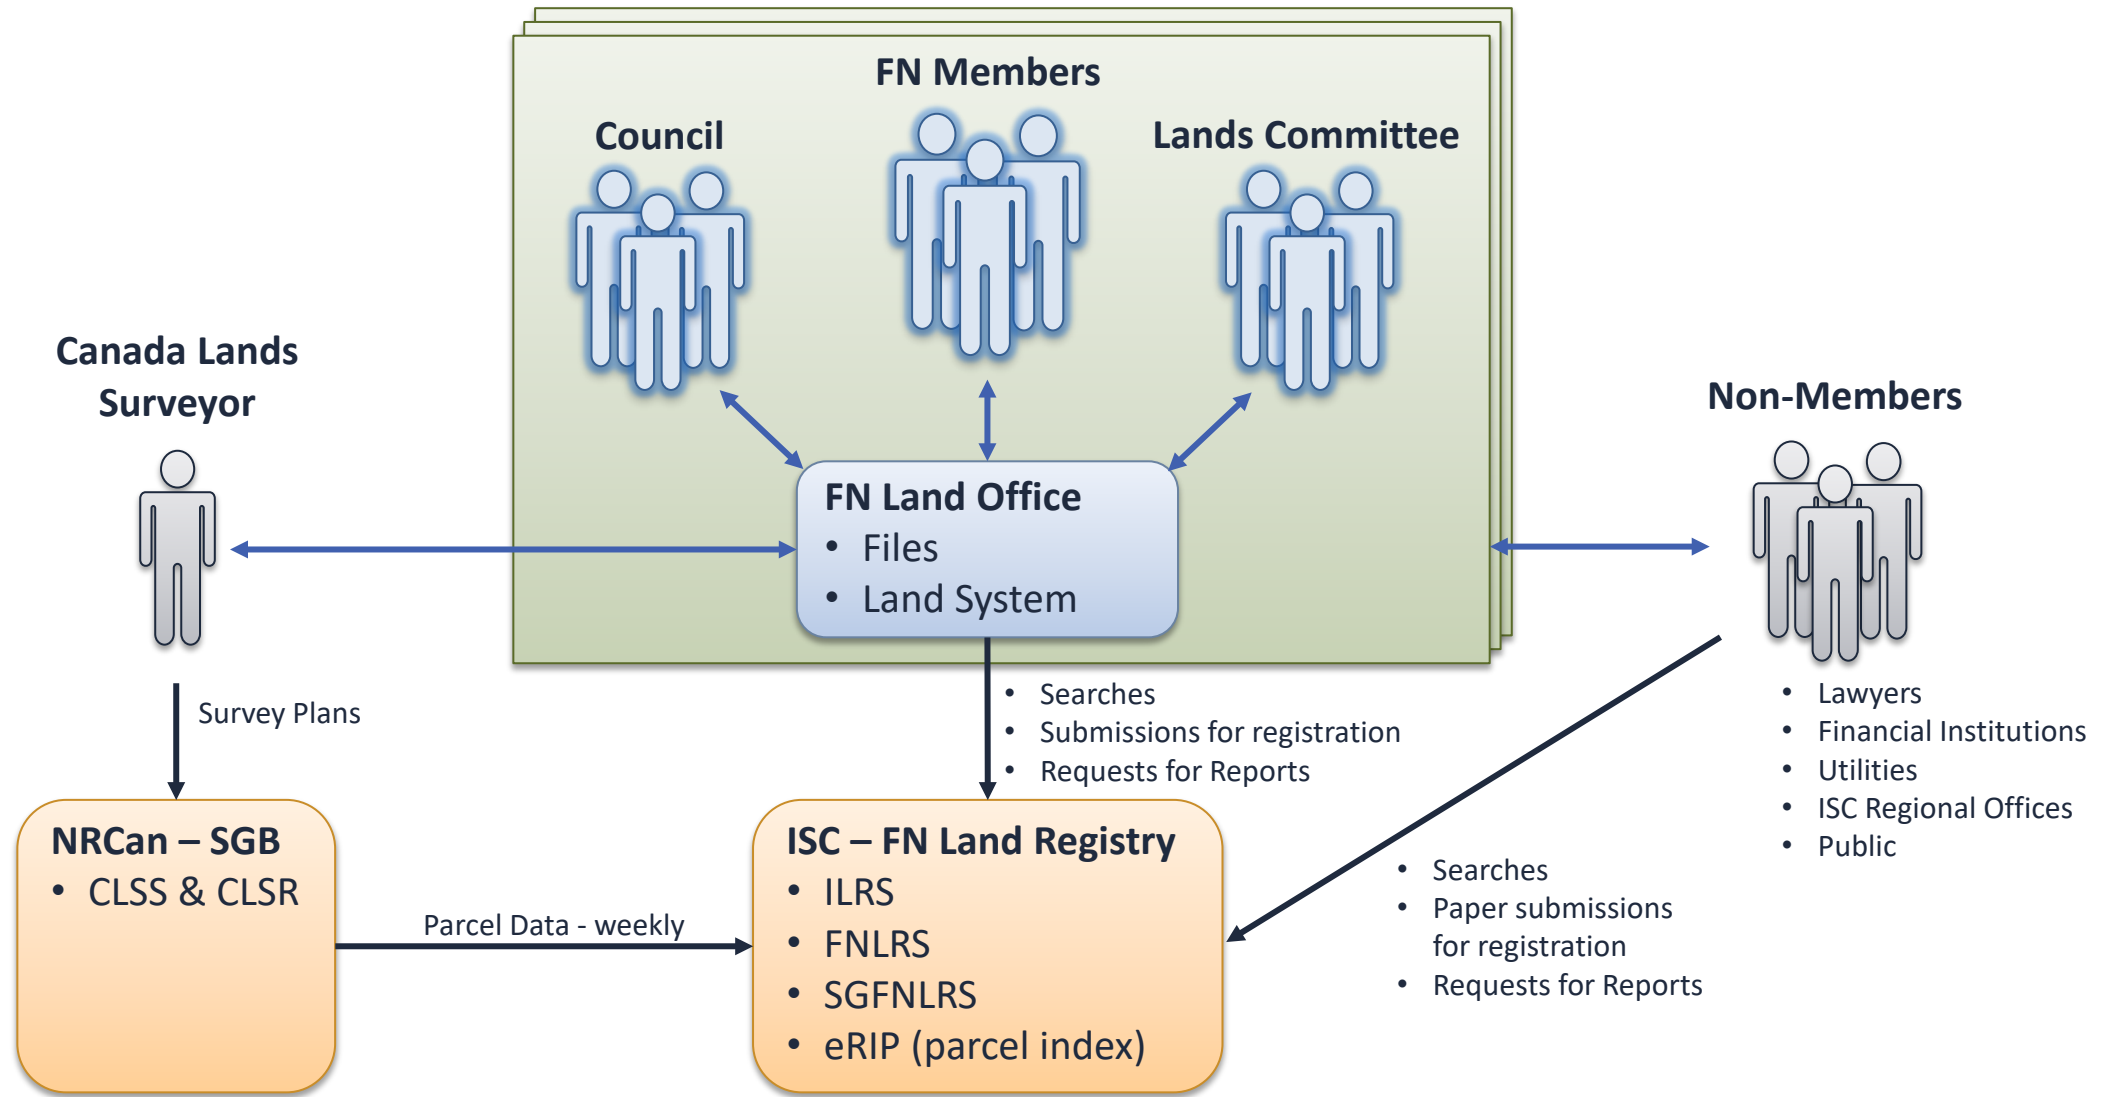 FN Members
Council
Lands Committee
Canada Lands
Surveyor
Non-Members
FN Land Office
• Files
• Land System
Survey Plans
• Searches
• Submissions for registration
• Requests for Reports
• Lawyers
• Financial Institutions
• Utilities
• ISC Regional Offices
• Public
NRCan – SGB
• CLSS & CLSR
Parcel Data - weekly
ISC – FN Land Registry
• ILRS
• FNLRS
• SGFNLRS
• eRIP (parcel index)
• Searches
• Paper submissions
for registration
• Requests for Reports